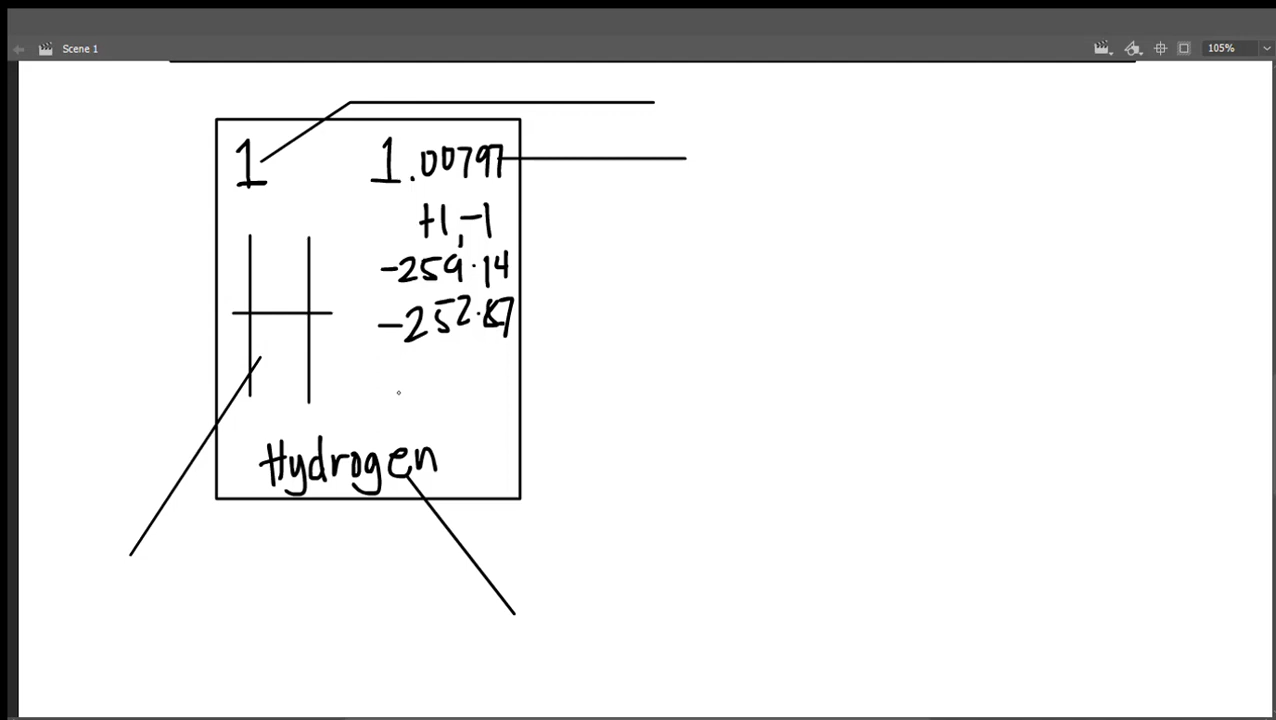 Scene 1
105%
1
1.00797
+1,-1
-259.14
-252.87
H
Hydrogen